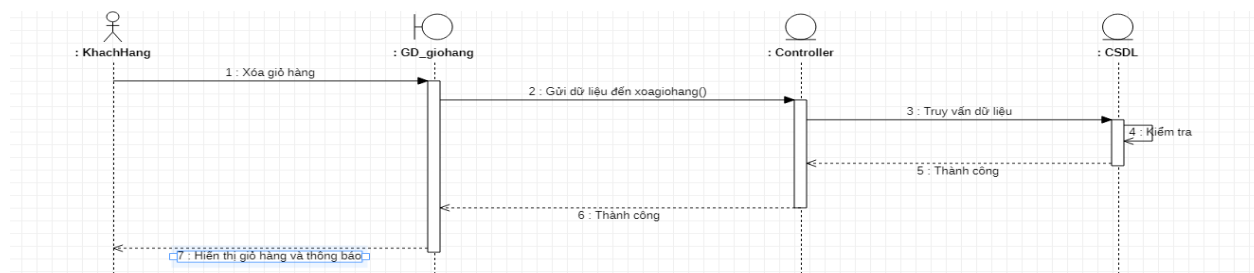 : KhachHang
: GD_giohang
: Controller
: CSDL
1 : Xóa giỏ hàng
2 : Gửi dữ liệu đến xoagiohang()
3 : Truy vấn dữ liệu
4 : Kiểm tra
5 : Thành công
6 : Thành công
7 : Hiển thị giỏ hàng và thông báo